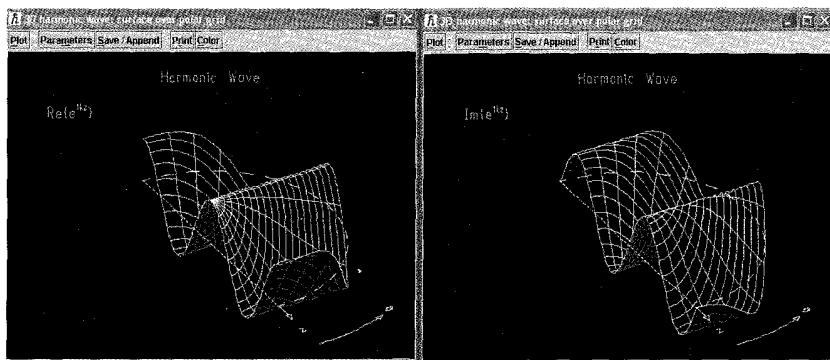 3D harmonic wave: surface over polar grid
Plot Parameters Save / Append Print Color
Harmonic Wave
Re(e^ikz)
z
3D harmonic wave: surface over polar grid
Plot Parameters Save / Append Print Color
Harmonic Wave
Im(e^ikz)
z